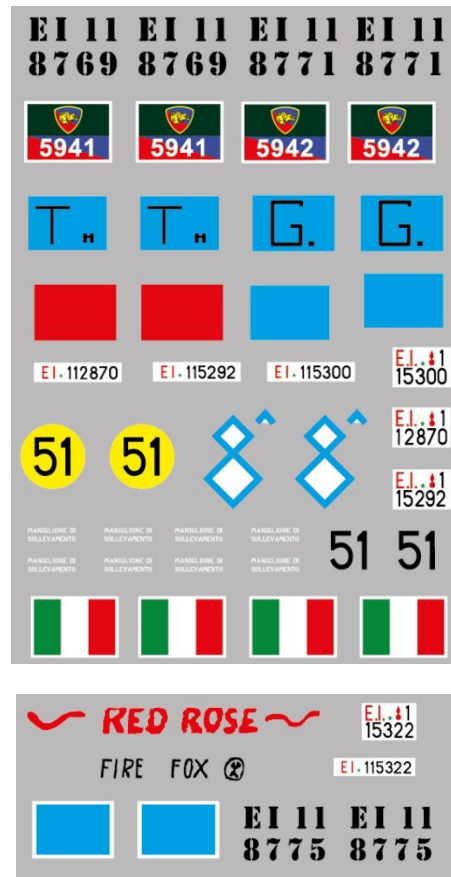 EI 11 EI 11 EI 11 EI 11
8769 8769 8771 8771
5941 5941 5942 5942
TM TM G. G.
EI. 112870 EI. 115292 EI. 115300
E.I. 1
15300
E.I. 1
12870
E.I. 1
15292
51 51
MANIGLIONE DI MANIGLIONE DI MANIGLIONE DI MANIGLIONE DI
SOLLEVAMENTO SOLLEVAMENTO SOLLEVAMENTO SOLLEVAMENTO
MANIGLIONE DI MANIGLIONE DI MANIGLIONE DI MANIGLIONE DI
SOLLEVAMENTO SOLLEVAMENTO SOLLEVAMENTO SOLLEVAMENTO
51 51
RED ROSE
E.I. 1
15322
FIRE FOX
EI. 115322
EI 11 EI 11
8775 8775